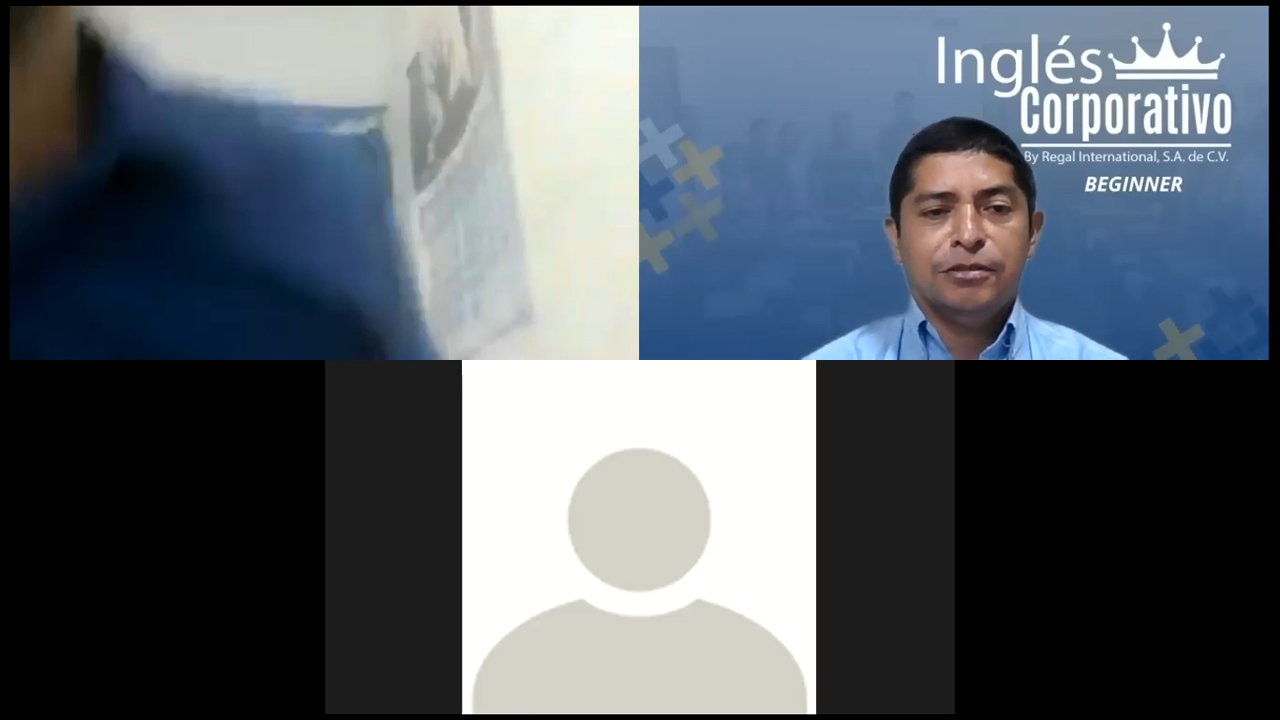 Inglés
Corporativo
By Regal International, S.A. de C.V.
BEGINNER